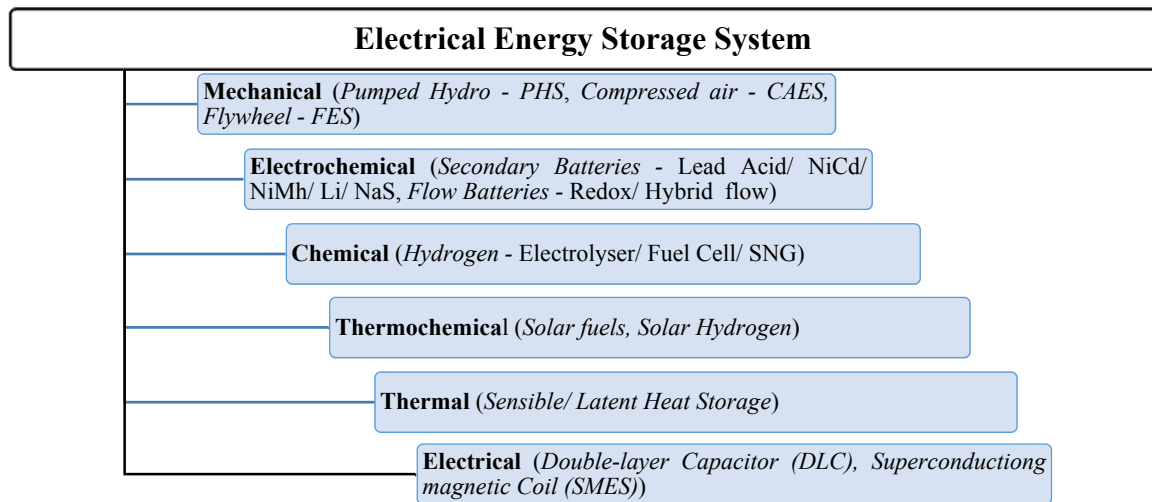 Electrical Energy Storage System
Mechanical (Pumped Hydro - PHS, Compressed air - CAES,
Flywheel - FES)
Electrochemical (Secondary Batteries - Lead Acid/ NiCd/
NiMh/ Li/ NaS, Flow Batteries - Redox/ Hybrid flow)
Chemical (Hydrogen - Electrolyser/ Fuel Cell/ SNG)
Thermochemical (Solar fuels, Solar Hydrogen)
Thermal (Sensible/ Latent Heat Storage)
Electrical (Double-layer Capacitor (DLC), Superconductiong
magnetic Coil (SMES))